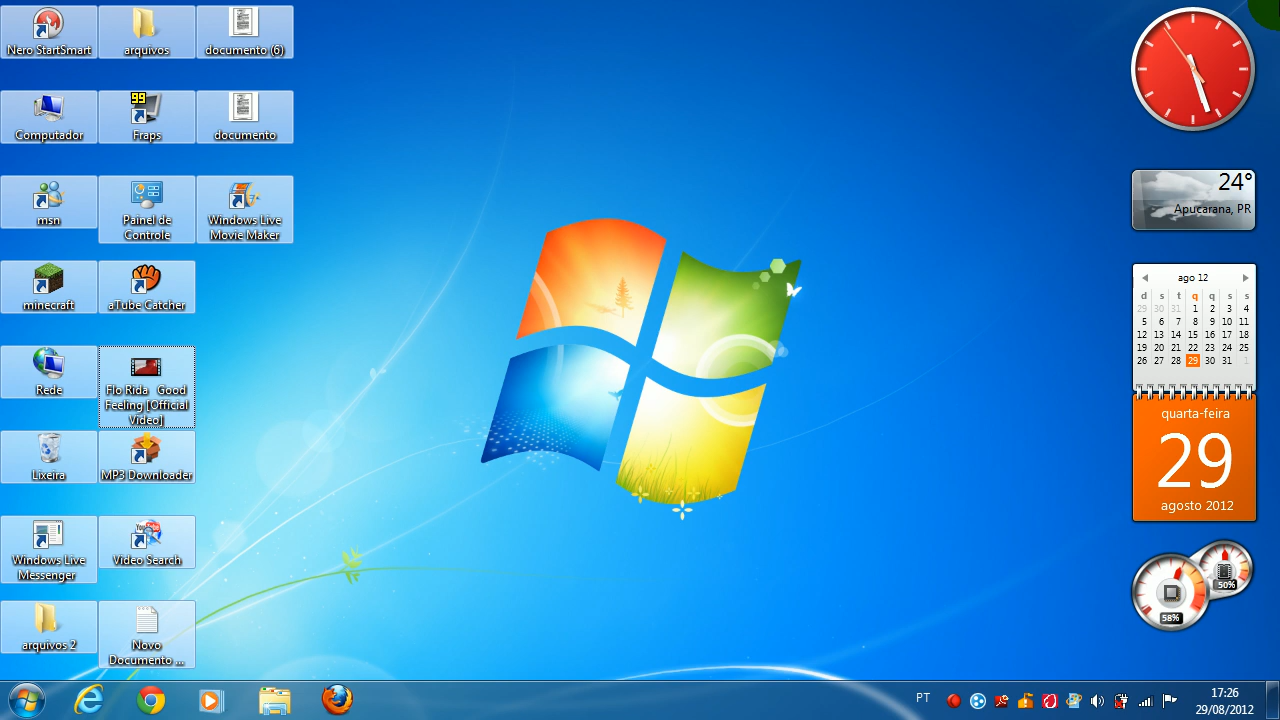 Nero StartSmart
arquivos
documento (6)
Computador
99
Fraps
documento
msn
Painel de
Controle
Windows Live
Movie Maker
minecraft
aTube Catcher
Rede
Flo Rida   Good
Feeling [Official
Video]
Lixeira
MP3 Downloader
Windows Live
Messenger
Video Search
arquivos 2
Novo
Documento ...
24°
Apucarana, PR
ago 12
d s t q q s s
29 30 31 1 2 3 4
5 6 7 8 9 10 11
12 13 14 15 16 17 18
19 20 21 22 23 24 25
26 27 28 29 30 31 1
quarta-feira
29
agosto 2012
50%
58%
PT
17:26
29/08/2012